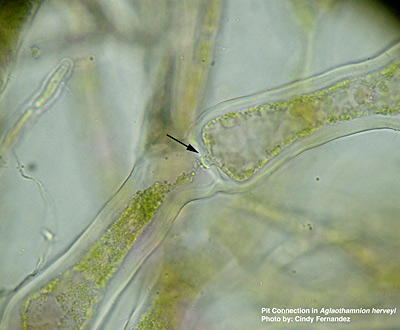 Pit Connection in Aglaothamnion herveyi
Photo by: Cindy Fernandez